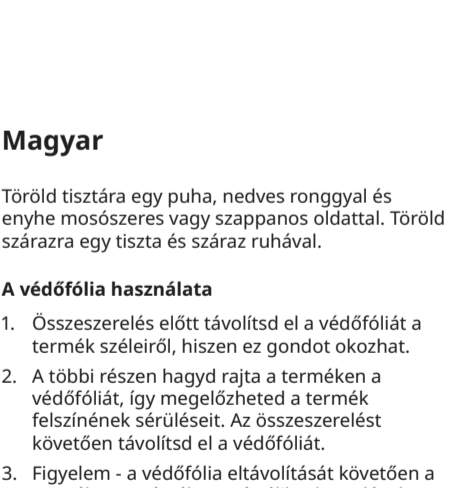 Magyar
Töröld tisztára egy puha, nedves ronggyal és
enyhe mosószeres vagy szappanos oldattal. Töröld
szárazra egy tiszta és száraz ruhával.
A védőfólia használata
1. Összeszerelés előtt távolítsd el a védőfóliát a
termék széleiről, hiszen ez gondot okozhat.
2. A többi részen hagyd rajta a terméken a
védőfóliát, így megelőzheted a termék
felszínének sérüléseit. Az összeszerelést
követően távolítsd el a védőfóliát.
3. Figyelem - a védőfólia eltávolítását követően a